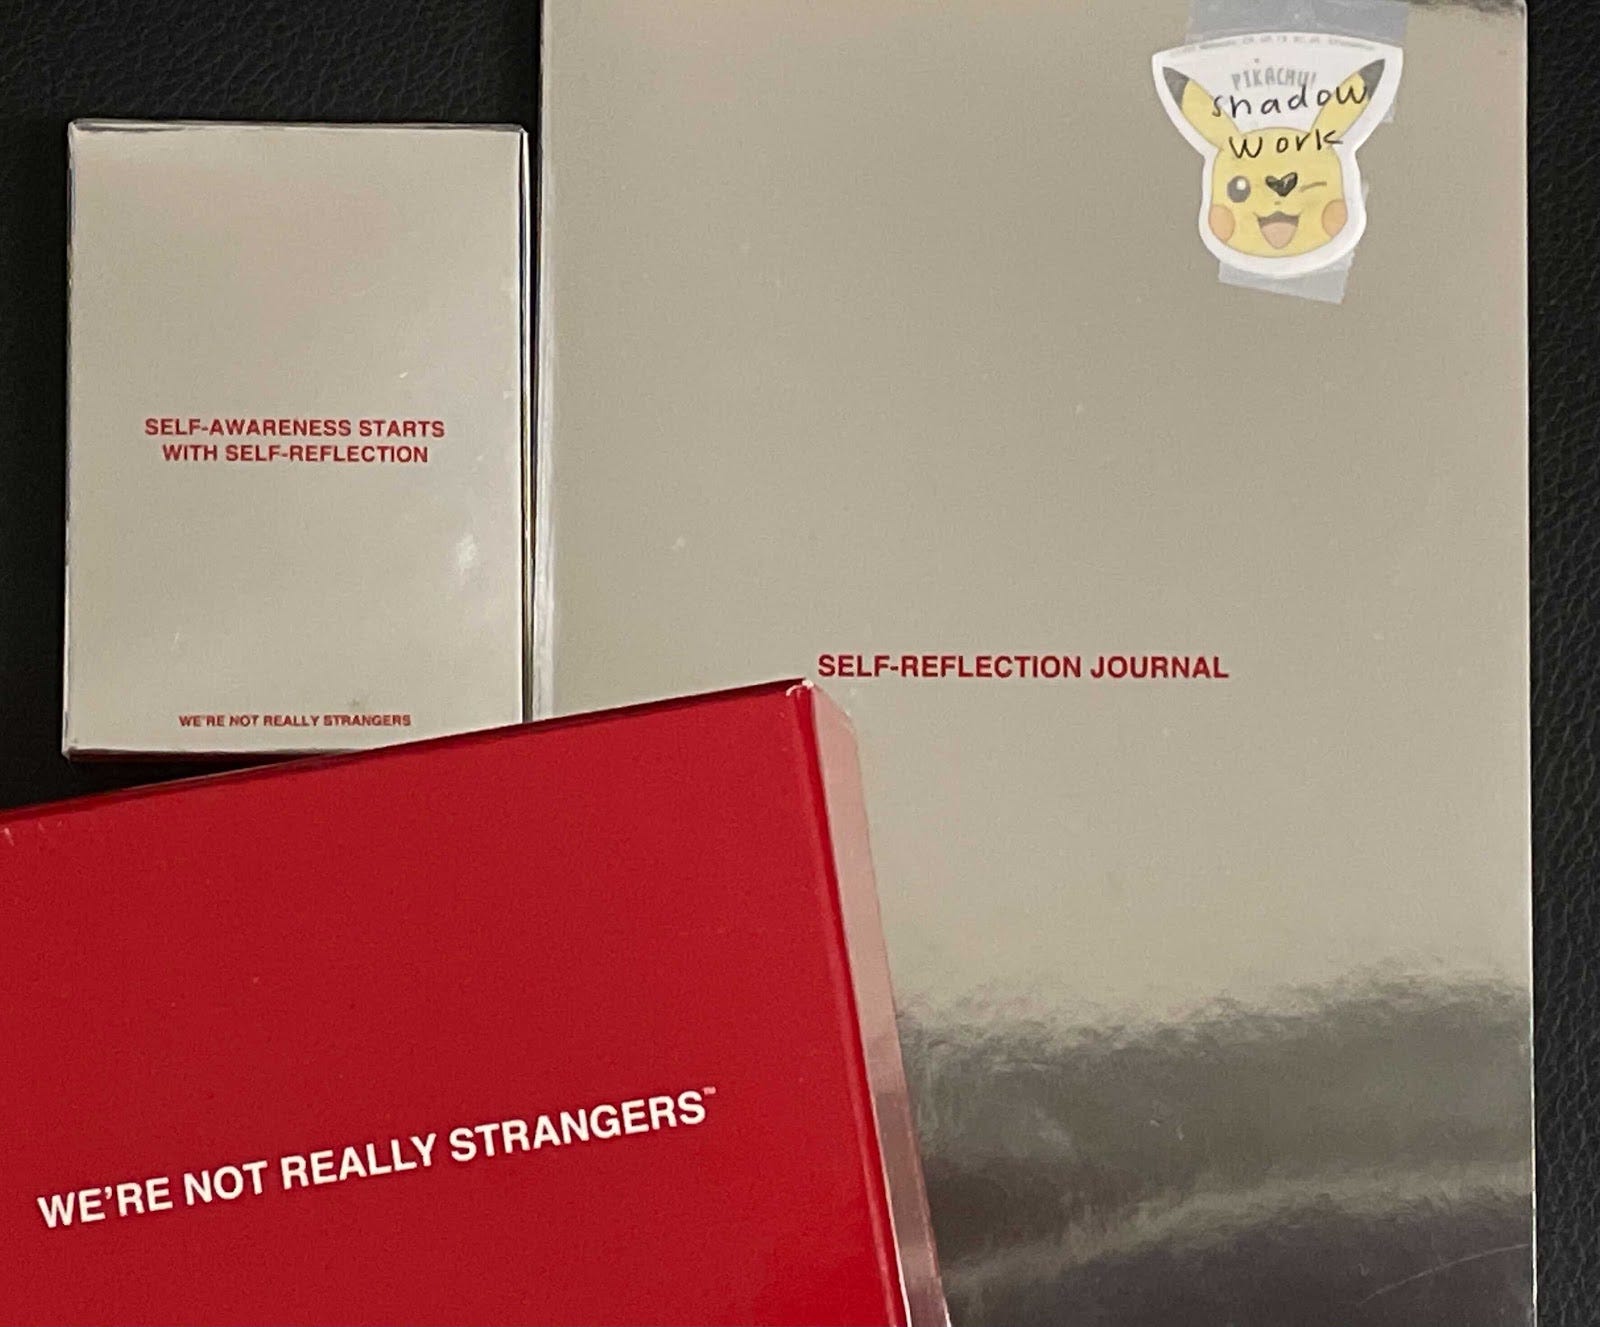 PIKACHU!
shadow
work
SELF-AWARENESS STARTS
WITH SELF-REFLECTION
WE'RE NOT REALLY STRANGERS
SELF-REFLECTION JOURNAL
WE'RE NOT REALLY STRANGERS™